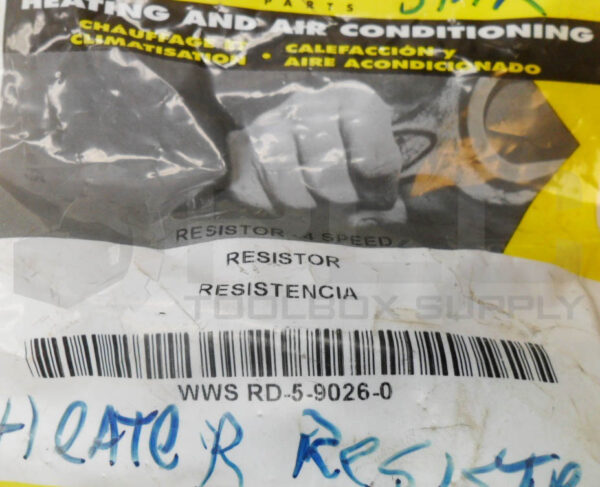 PARTS
HEATING AND AIR CONDITIONING
CHAUFFAGE ET
CLIMATISATION • CALEFACCIÓN y
AIRE ACONDICIONADO
RESISTOR - 4 SPEED
RESISTOR
RESISTENCIA
TOOLBOX SUPPLY
WWS RD-5-9026-0
HEATER Resisto